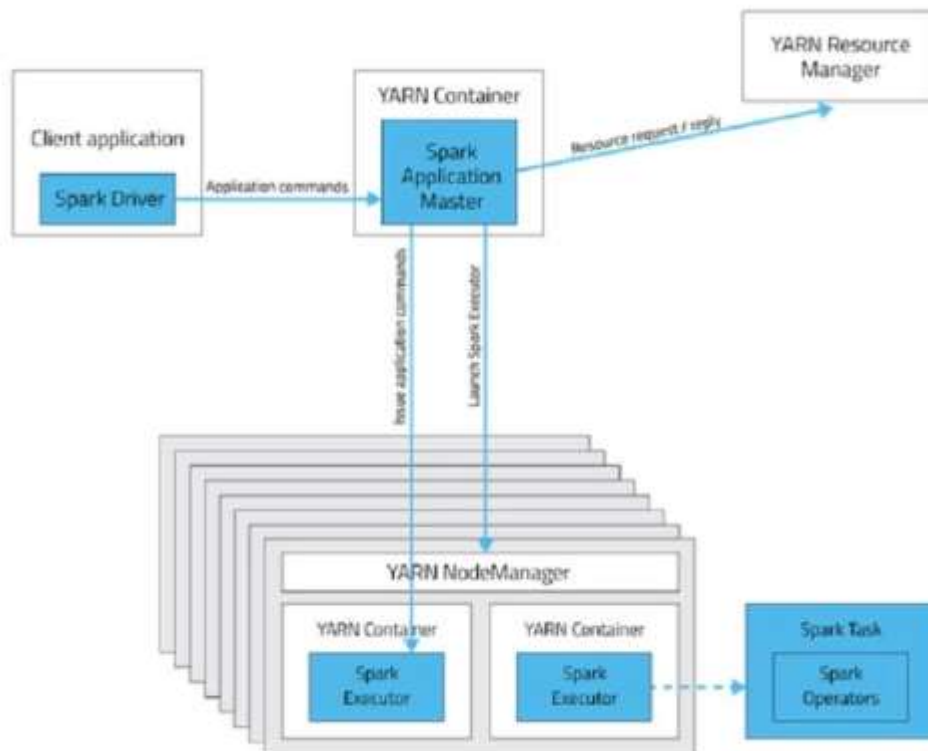 YARN Resource
Manager
YARN Container
Client application
Spark
Application
Master
Spark Driver
Application commands
Resource request / reply
Issue application commands
Launch Spark Executor
YARN NodeManager
YARN Container
YARN Container
Spark
Executor
Spark
Executor
Spark Task
Spark
Operators